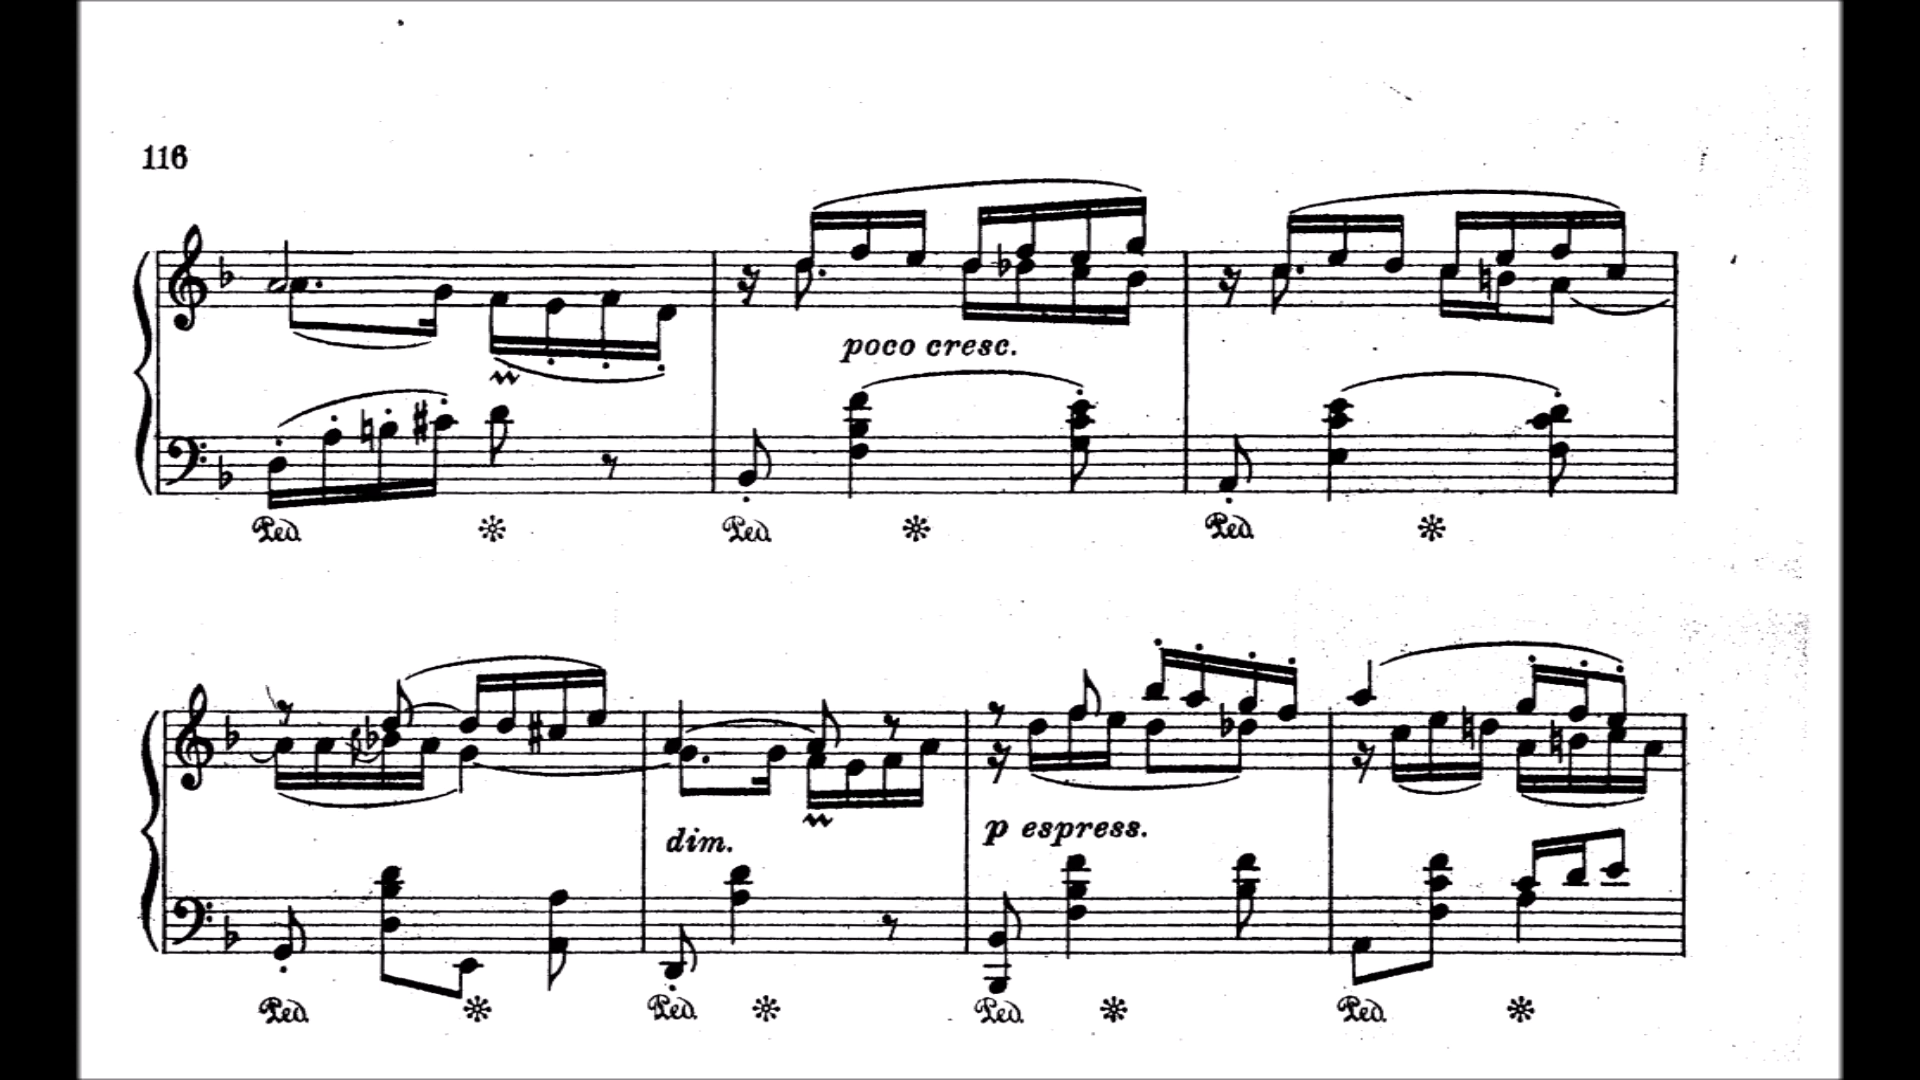 116
poco cresc.
Ped. Ped. Ped.
dim.
p espress.
Ped. Ped. Ped. Ped.